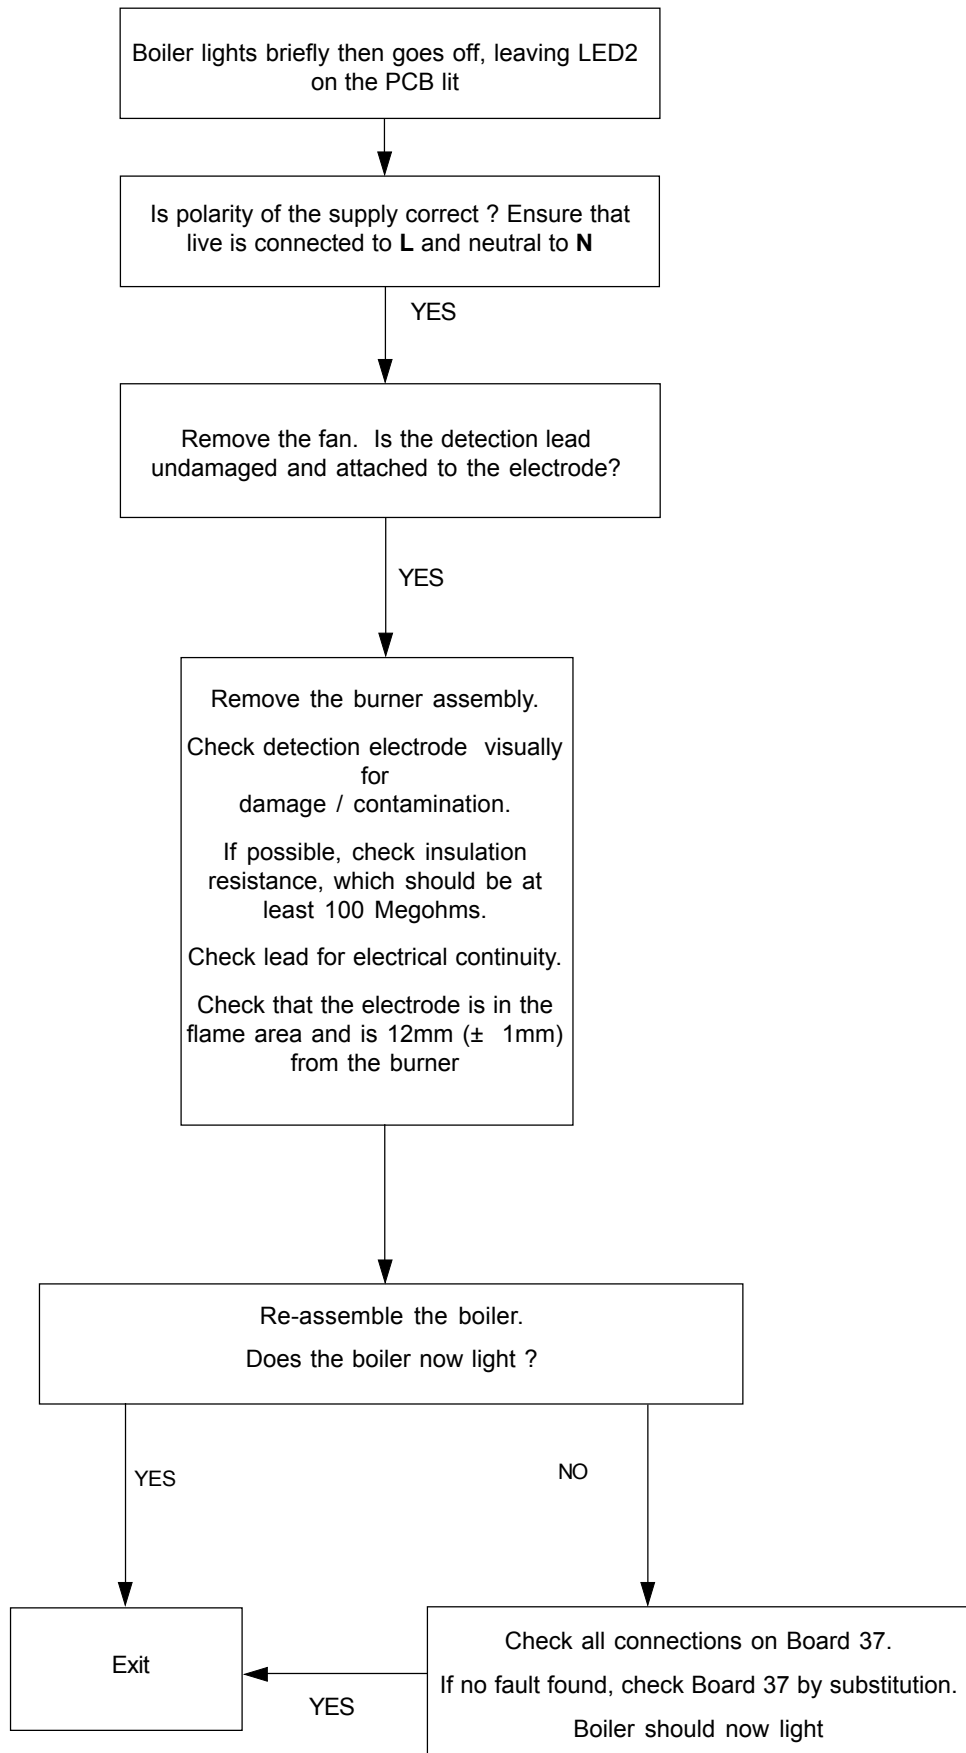 Boiler lights briefly then goes off, leaving LED2
on the PCB lit
Is polarity of the supply correct ? Ensure that
live is connected to L and neutral to N
YES
Remove the fan. Is the detection lead
undamaged and attached to the electrode?
YES
Remove the burner assembly.
Check detection electrode visually
for
damage / contamination.
If possible, check insulation
resistance, which should be at
least 100 Megohms.
Check lead for electrical continuity.
Check that the electrode is in the
flame area and is 12mm (± 1mm)
from the burner
Re-assemble the boiler.
Does the boiler now light ?
YES
NO
Exit
YES
Check all connections on Board 37.
If no fault found, check Board 37 by substitution.
Boiler should now light